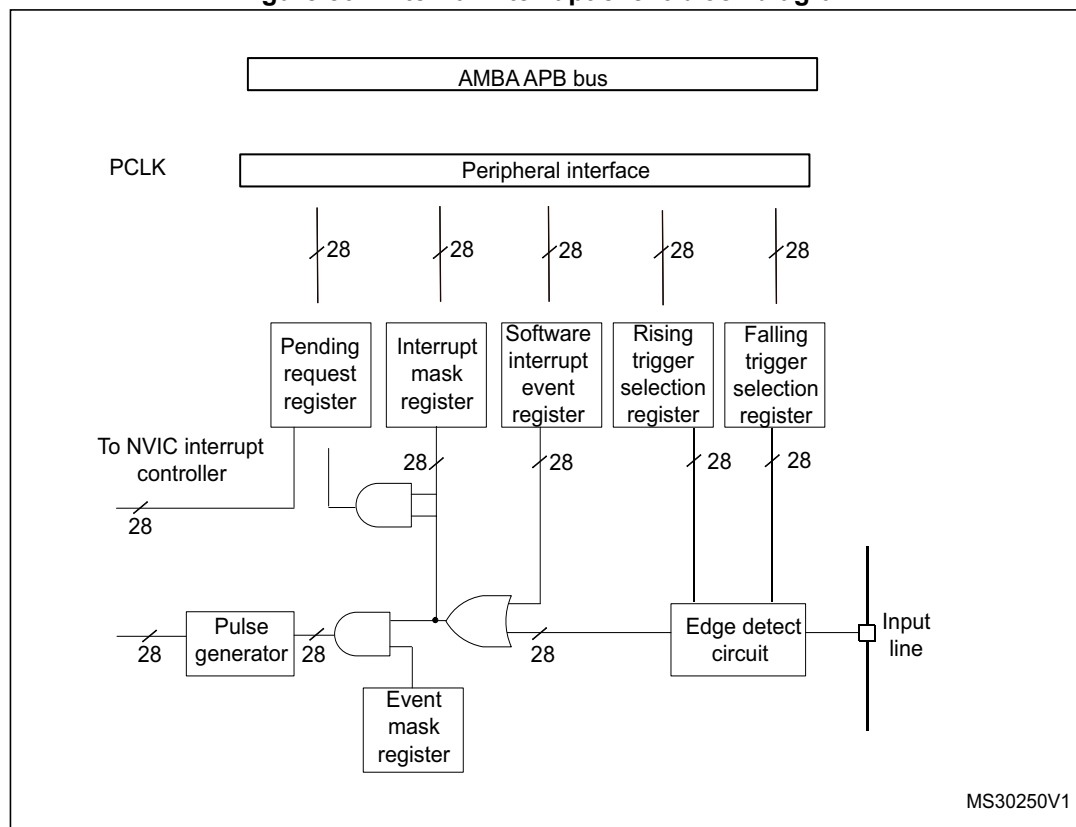 AMBA APB bus
PCLK
Peripheral interface
28
28
28
28
28
Pending
request
register
Interrupt
mask
register
Software
interrupt
event
register
Rising
trigger
selection
register
Falling
trigger
selection
register
To NVIC interrupt
controller
28
28
28
28
28
Pulse
generator
28
28
28
Edge detect
circuit
Input
line
Event
mask
register
MS30250V1